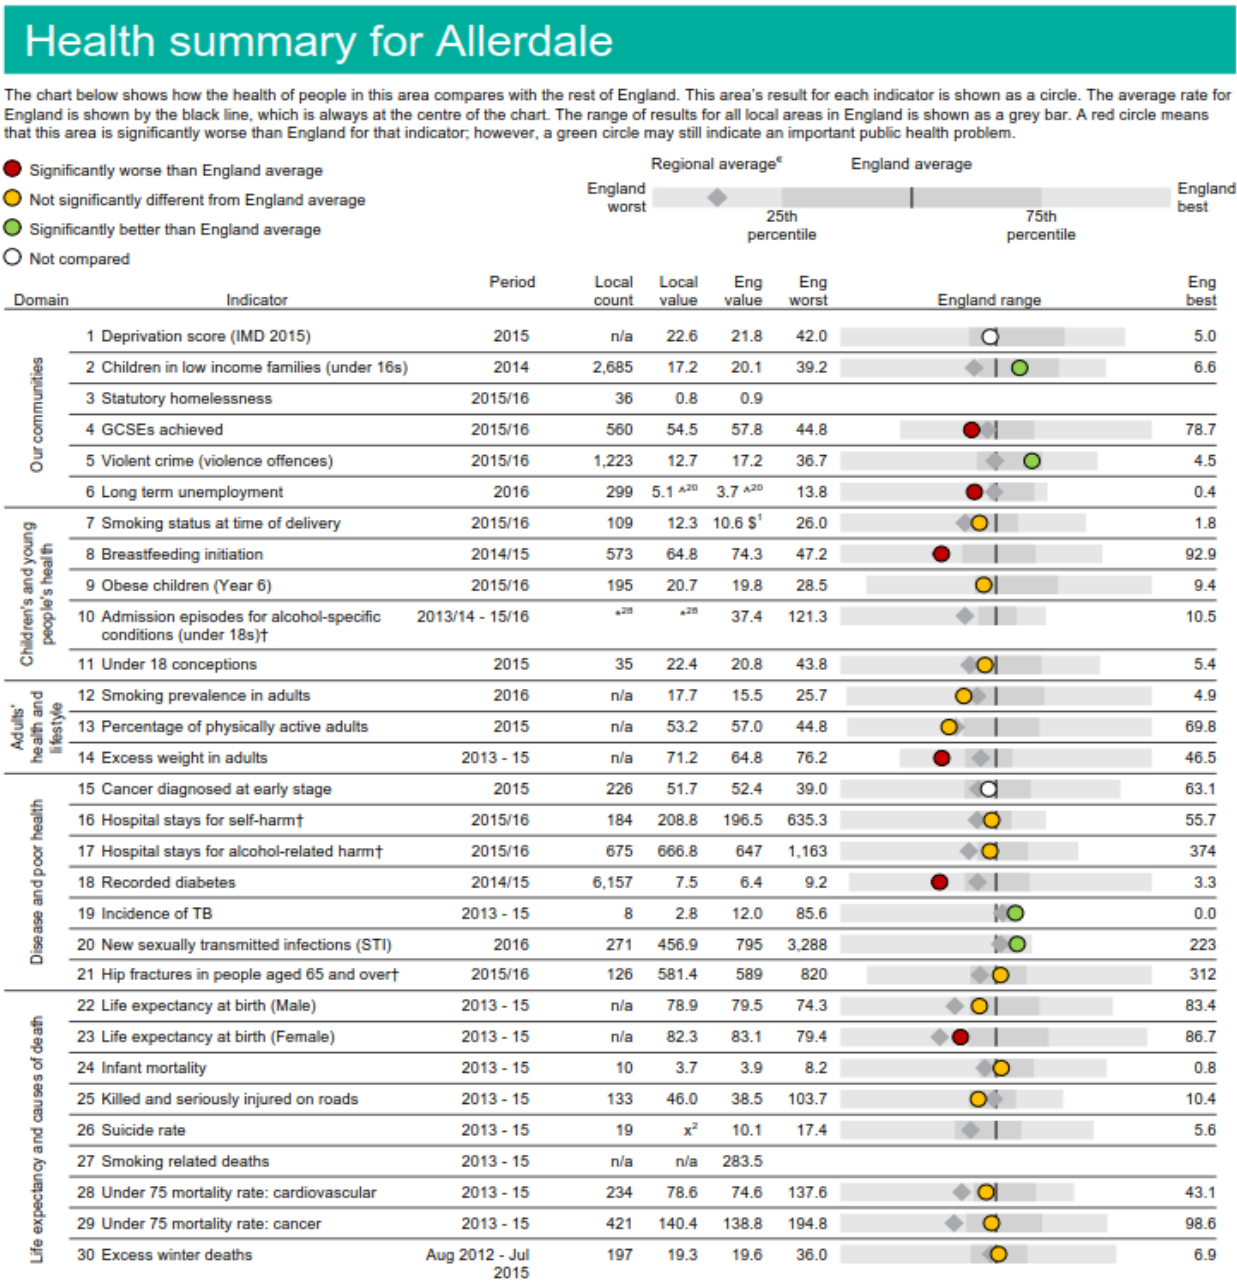 Health summary for Allerdale
The chart below shows how the health of people in this area compares with the rest of England. This area's result for each indicator is shown as a circle. The average rate for
England is shown by the black line, which is always at the centre of the chart. The range of results for all local areas in England is shown as a grey bar. A red circle means
that this area is significantly worse than England for that indicator; however, a green circle may still indicate an important public health problem.
Significantly worse than England average
Not significantly different from England average
Significantly better than England average
Not compared
Regional average€ England average
England worst England best
25th percentile 75th percentile
Domain Indicator Period Local count Local value Eng value Eng worst England range Eng best
Our communities
1 Deprivation score (IMD 2015) 2015 n/a 22.6 21.8 42.0 5.0
2 Children in low income families (under 16s) 2014 2,685 17.2 20.1 39.2 6.6
3 Statutory homelessness 2015/16 36 0.8 0.9
4 GCSEs achieved 2015/16 560 54.5 57.8 44.8 78.7
5 Violent crime (violence offences) 2015/16 1,223 12.7 17.2 36.7 4.5
6 Long term unemployment 2016 299 5.1 ^20 3.7 ^20 13.8 0.4
Children's and young people's health
7 Smoking status at time of delivery 2015/16 109 12.3 10.6 $1 26.0 1.8
8 Breastfeeding initiation 2014/15 573 64.8 74.3 47.2 92.9
9 Obese children (Year 6) 2015/16 195 20.7 19.8 28.5 9.4
10 Admission episodes for alcohol-specific 2013/14 - 15/16 *28 *28 37.4 121.3 10.5
conditions (under 18s)†
11 Under 18 conceptions 2015 35 22.4 20.8 43.8 5.4
Adults' health and lifestyle
12 Smoking prevalence in adults 2016 n/a 17.7 15.5 25.7 4.9
13 Percentage of physically active adults 2015 n/a 53.2 57.0 44.8 69.8
14 Excess weight in adults 2013 - 15 n/a 71.2 64.8 76.2 46.5
Disease and poor health
15 Cancer diagnosed at early stage 2015 226 51.7 52.4 39.0 63.1
16 Hospital stays for self-harm† 2015/16 184 208.8 196.5 635.3 55.7
17 Hospital stays for alcohol-related harm† 2015/16 675 666.8 647 1,163 374
18 Recorded diabetes 2014/15 6,157 7.5 6.4 9.2 3.3
19 Incidence of TB 2013 - 15 8 2.8 12.0 85.6 0.0
20 New sexually transmitted infections (STI) 2016 271 456.9 795 3,288 223
21 Hip fractures in people aged 65 and over† 2015/16 126 581.4 589 820 312
Life expectancy and causes of death
22 Life expectancy at birth (Male) 2013 - 15 n/a 78.9 79.5 74.3 83.4
23 Life expectancy at birth (Female) 2013 - 15 n/a 82.3 83.1 79.4 86.7
24 Infant mortality 2013 - 15 10 3.7 3.9 8.2 0.8
25 Killed and seriously injured on roads 2013 - 15 133 46.0 38.5 103.7 10.4
26 Suicide rate 2013 - 15 19 x2 10.1 17.4 5.6
27 Smoking related deaths 2013 - 15 n/a n/a 283.5
28 Under 75 mortality rate: cardiovascular 2013 - 15 234 78.6 74.6 137.6 43.1
29 Under 75 mortality rate: cancer 2013 - 15 421 140.4 138.8 194.8 98.6
30 Excess winter deaths Aug 2012 - Jul 2015 197 19.3 19.6 36.0 6.9